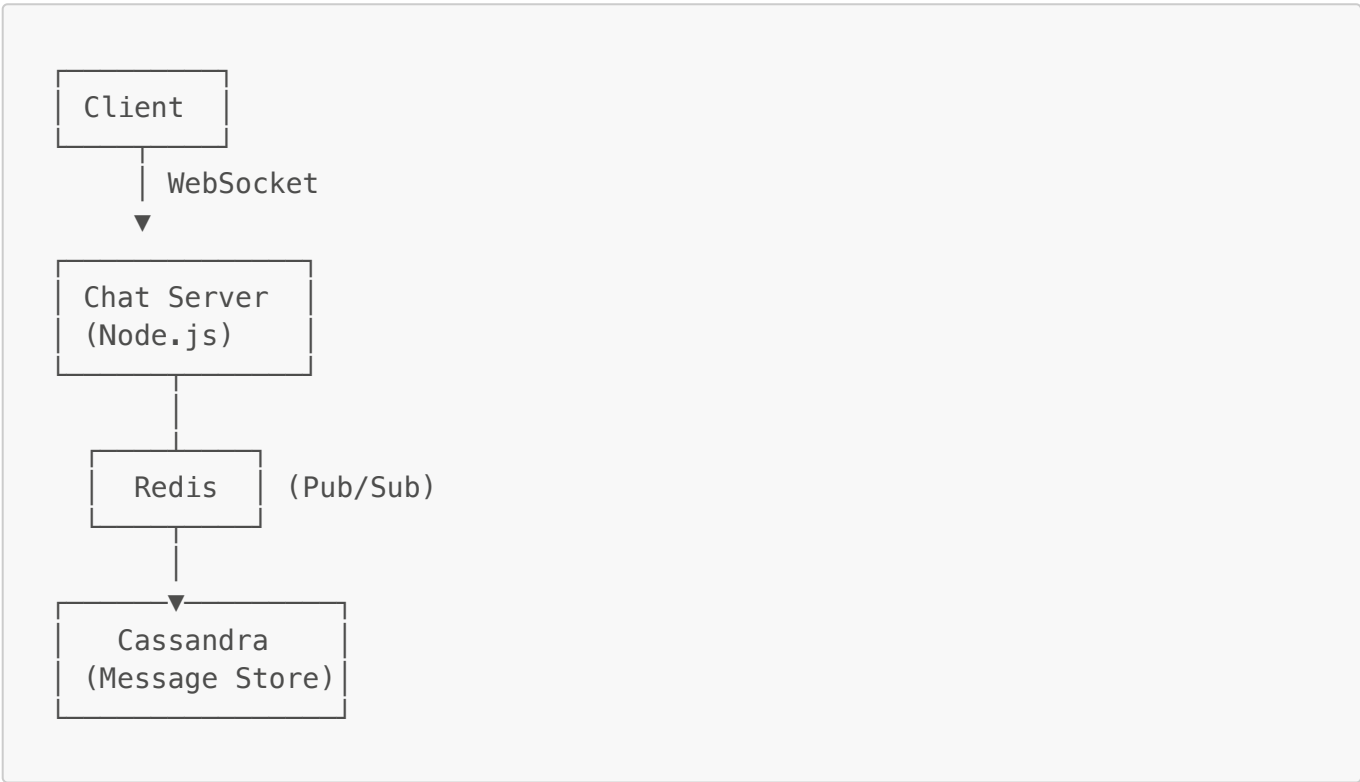 Client
WebSocket
Chat Server
(Node.js)
Redis (Pub/Sub)
Cassandra
(Message Store)